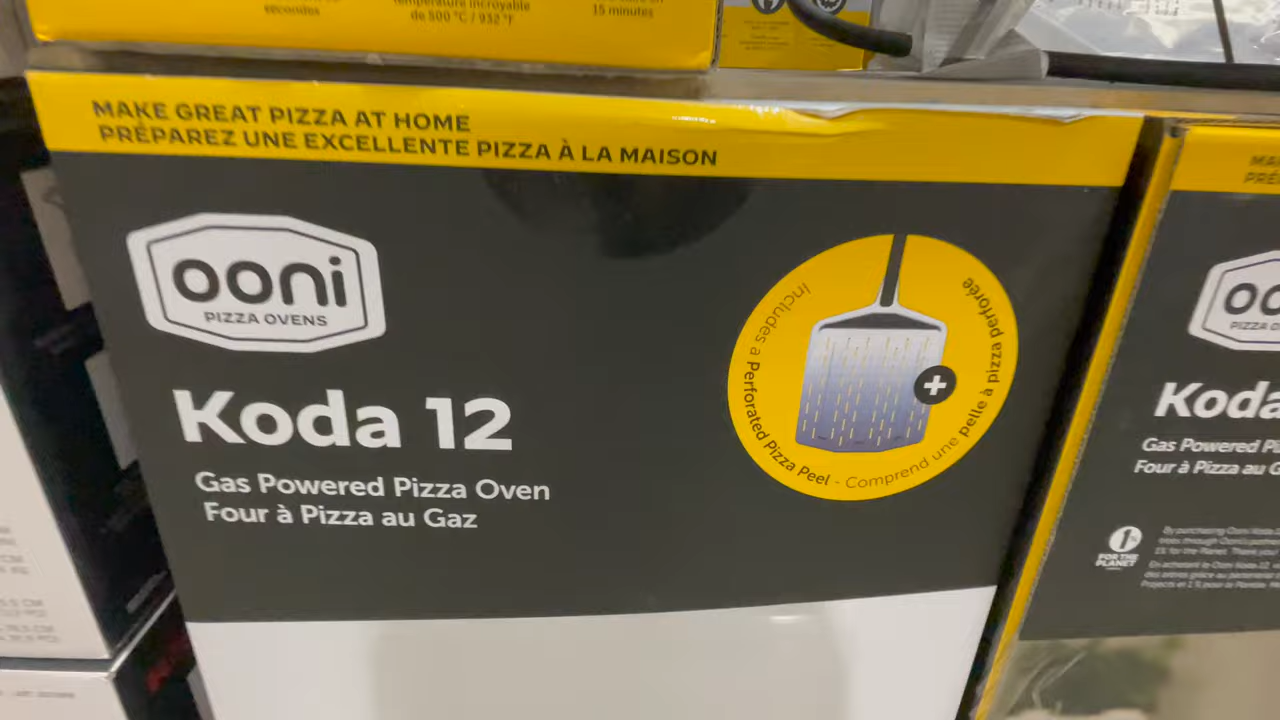 secondes
température incroyable
de 500 °C / 932 °F
15 minutes
MAKE GREAT PIZZA AT HOME
PRÉPAREZ UNE EXCELLENTE PIZZA À LA MAISON
ooni
PIZZA OVENS
Koda 12
Gas Powered Pizza Oven
Four à Pizza au Gaz
Includes a Perforated Pizza Peel - Comprend une pelle à pizza perforée
PIZZA
Koda
Gas Powered
Four à Pizza au
1%
FOR THE
PLANET